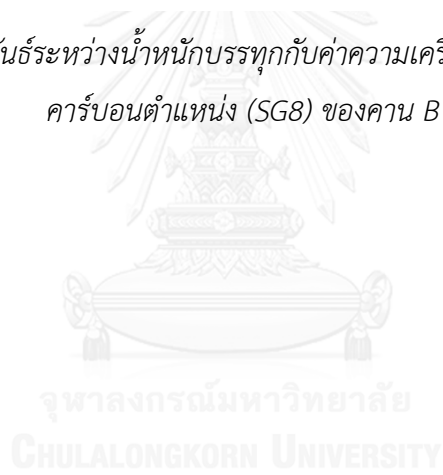 นธ์ระหว่างน้ำหนักบรรทุกกับค่าความเครี
คาร์บอนตำแหน่ง (SG8) ของคาน B
จุฬาลงกรณ์มหาวิทยาลัย
CHULALONGKORN UNIVERSITY